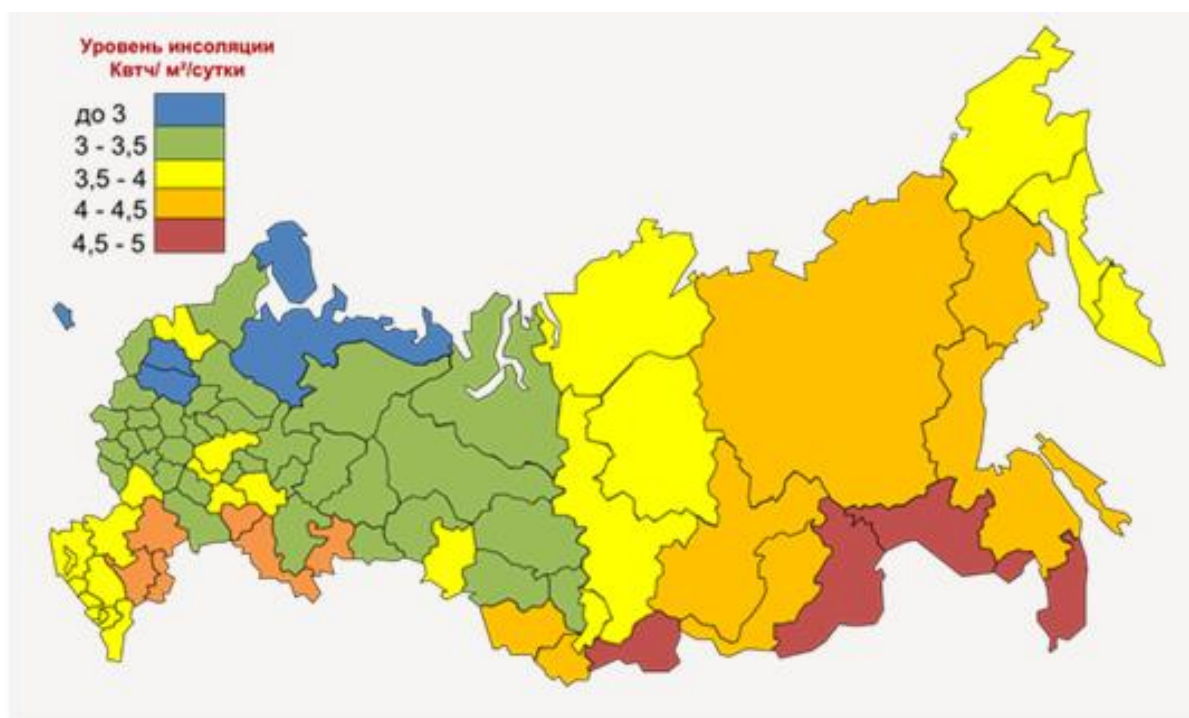 Уровень инсоляции
Квтч/ м²/сутки
до 3
3 - 3,5
3,5 - 4
4 - 4,5
4,5 - 5